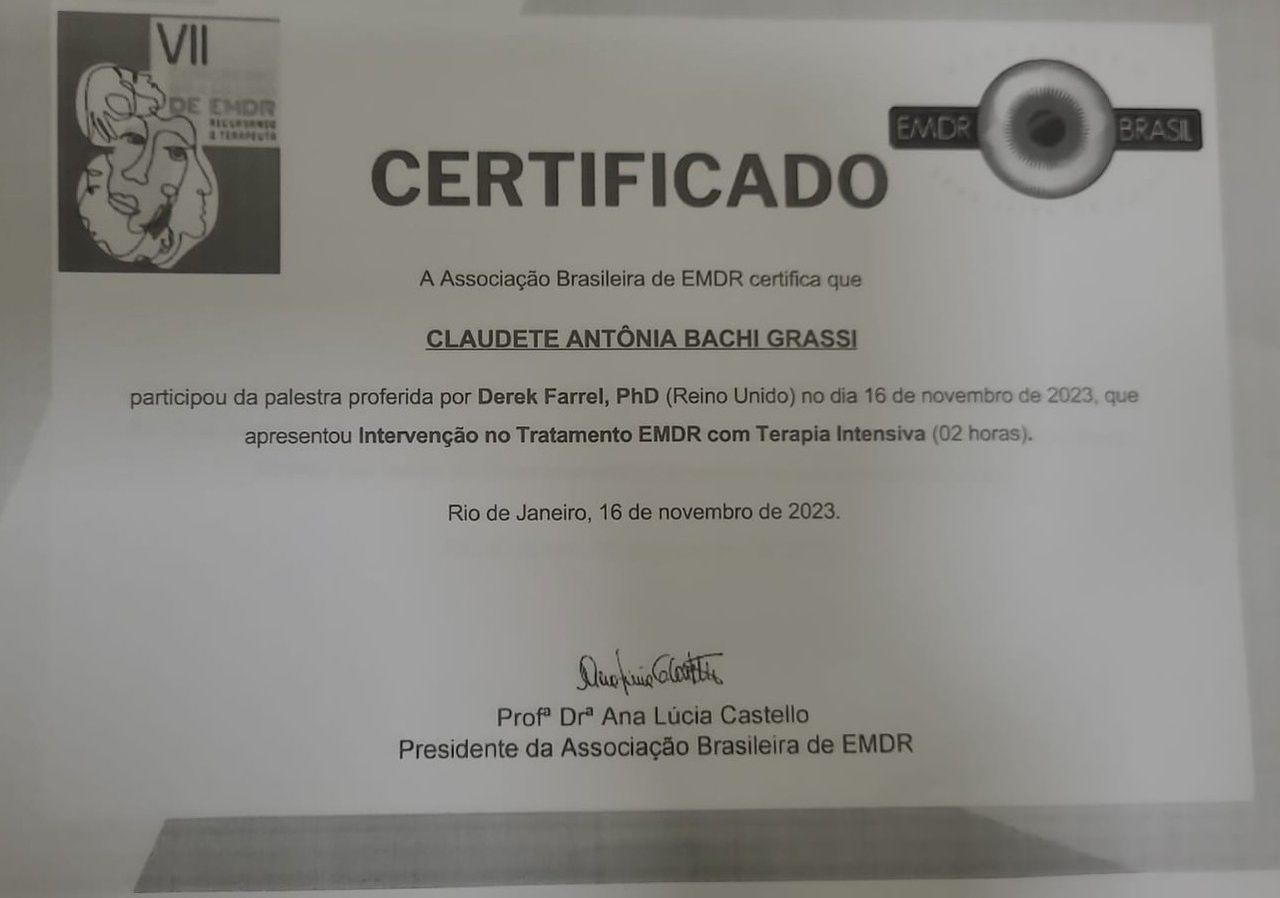 VII
DE EMDR
RECURSANDO
O TERAPEUTA
EMDR BRASIL
CERTIFICADO
A Associação Brasileira de EMDR certifica que
CLAUDETE ANTÔNIA BACHI GRASSI
participou da palestra proferida por Derek Farrel, PhD (Reino Unido) no dia 16 de novembro de 2023, que
apresentou Intervenção no Tratamento EMDR com Terapia Intensiva (02 horas).
Rio de Janeiro, 16 de novembro de 2023.
Profª Drª Ana Lúcia Castello
Presidente da Associação Brasileira de EMDR